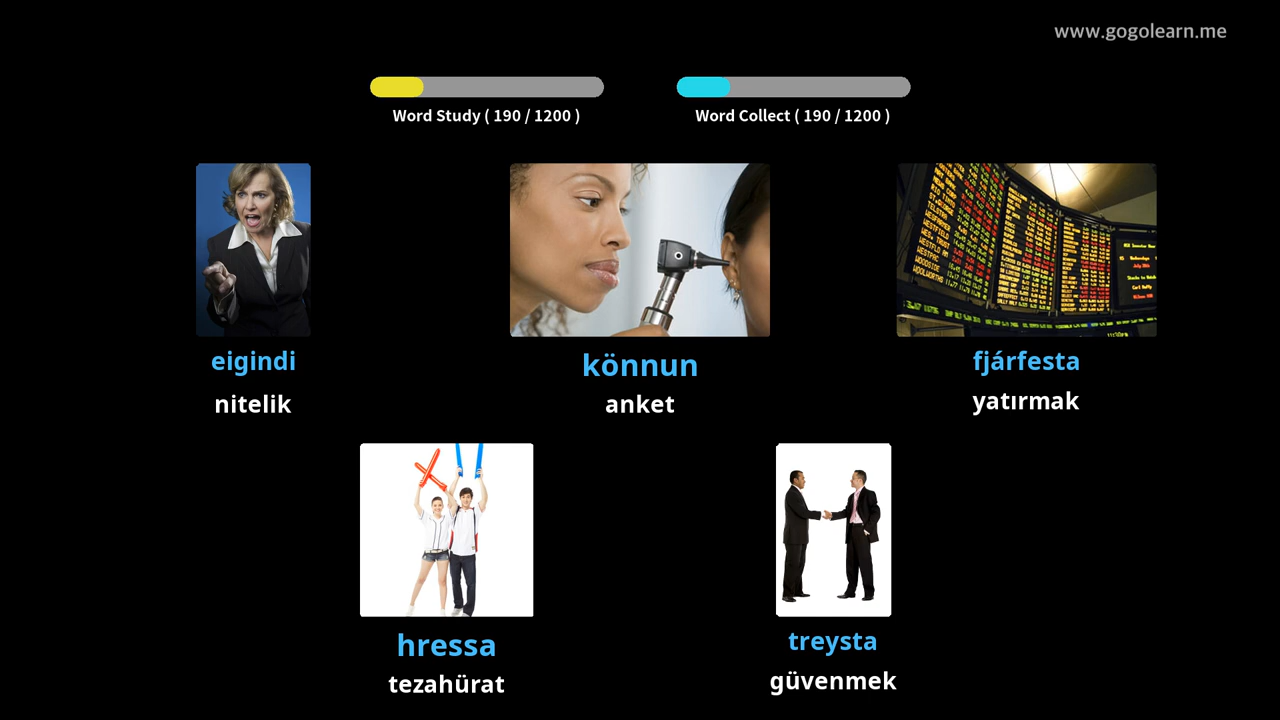 www.gogolearn.me
Word Study ( 190 / 1200 )
Word Collect ( 190 / 1200 )
eigindi
nitelik
könnun
anket
fjárfesta
yatırmak
hressa
tezahürat
treysta
güvenmek